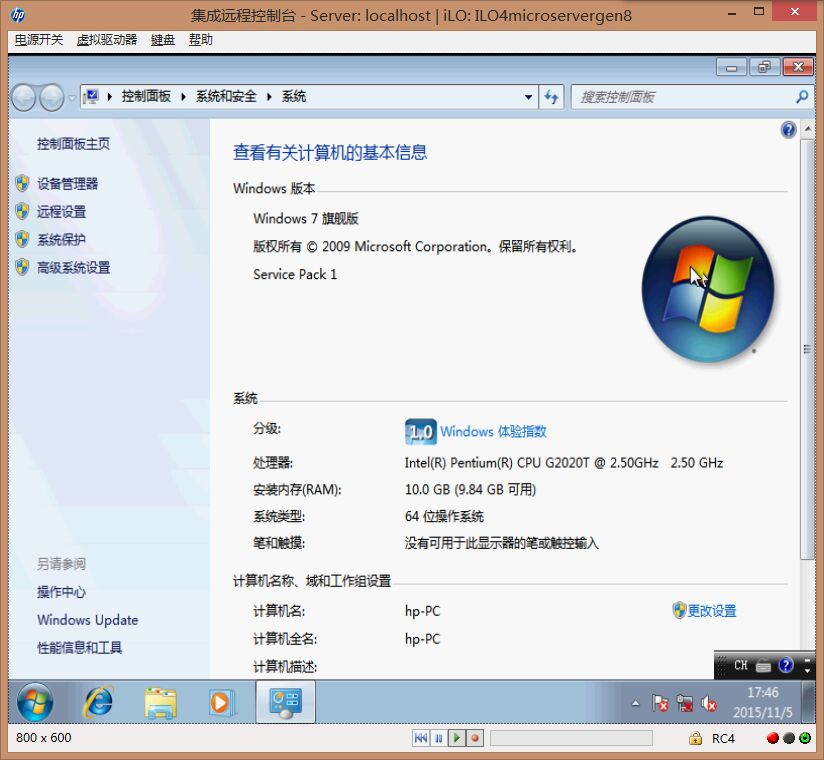 hp
集成远程控制台 - Server: localhost | iLO: ILO4microservergen8
电源开关 虚拟驱动器 键盘 帮助
控制面板 系统和安全 系统
搜索控制面板
控制面板主页
设备管理器
远程设置
系统保护
高级系统设置
另请参阅
操作中心
Windows Update
性能信息和工具
查看有关计算机的基本信息
Windows 版本
Windows 7 旗舰版
版权所有 © 2009 Microsoft Corporation。保留所有权利。
Service Pack 1
系统
分级: 1.0 Windows 体验指数
处理器: Intel(R) Pentium(R) CPU G2020T @ 2.50GHz 2.50 GHz
安装内存(RAM): 10.0 GB (9.84 GB 可用)
系统类型: 64 位操作系统
笔和触摸: 没有可用于此显示器的笔或触控输入
计算机名称、域和工作组设置
计算机名: hp-PC 更改设置
计算机全名: hp-PC
计算机描述:
CH
17:46
2015/11/5
800 x 600 RC4